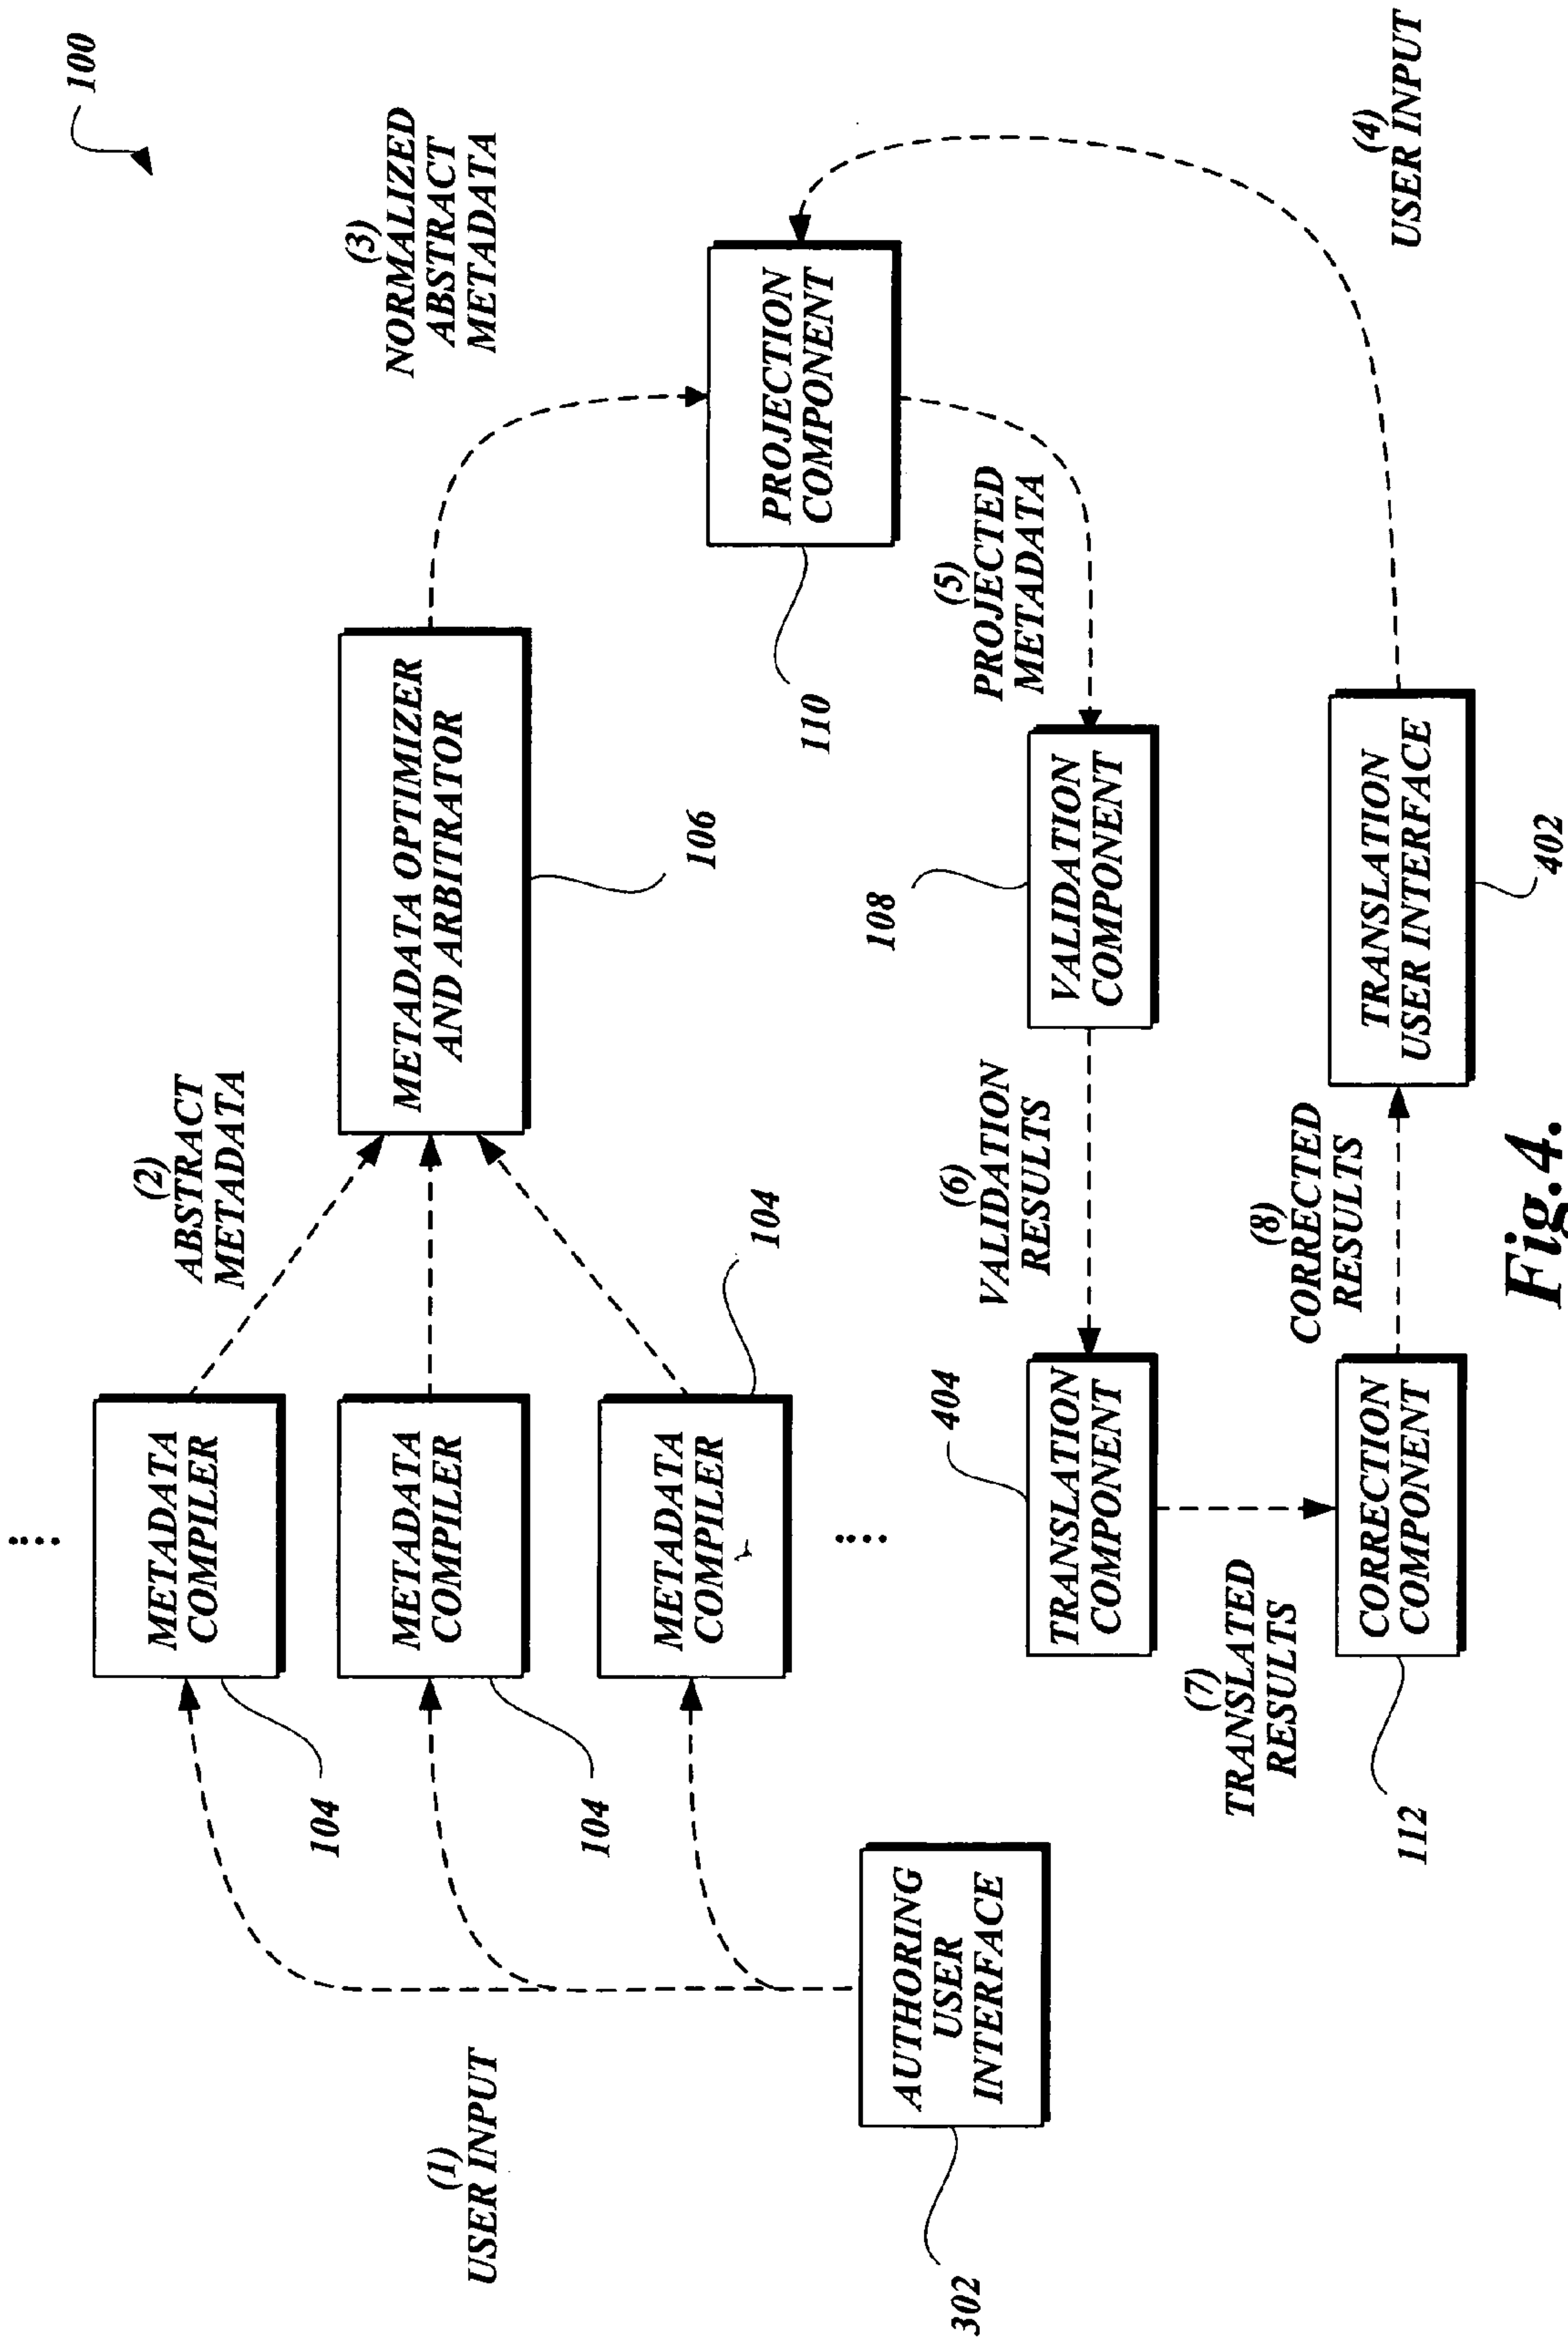 100
(1)
USER INPUT
(2)
ABSTRACT
METADATA
(3)
NORMALIZED
ABSTRACT
METADATA
METADATA
COMPILER
104
METADATA
COMPILER
104
METADATA
COMPILER
104
METADATA OPTIMIZER
AND ARBITRATOR
106
AUTHORING
USER
INTERFACE
302
PROJECTION
COMPONENT
110
(4)
USER INPUT
(5)
PROJECTED
METADATA
VALIDATION
COMPONENT
108
(6)
VALIDATION
RESULTS
TRANSLATION
COMPONENT
404
(7)
TRANSLATED
RESULTS
CORRECTION
COMPONENT
112
(8)
CORRECTED
RESULTS
TRANSLATION
USER INTERFACE
402
Fig.4.